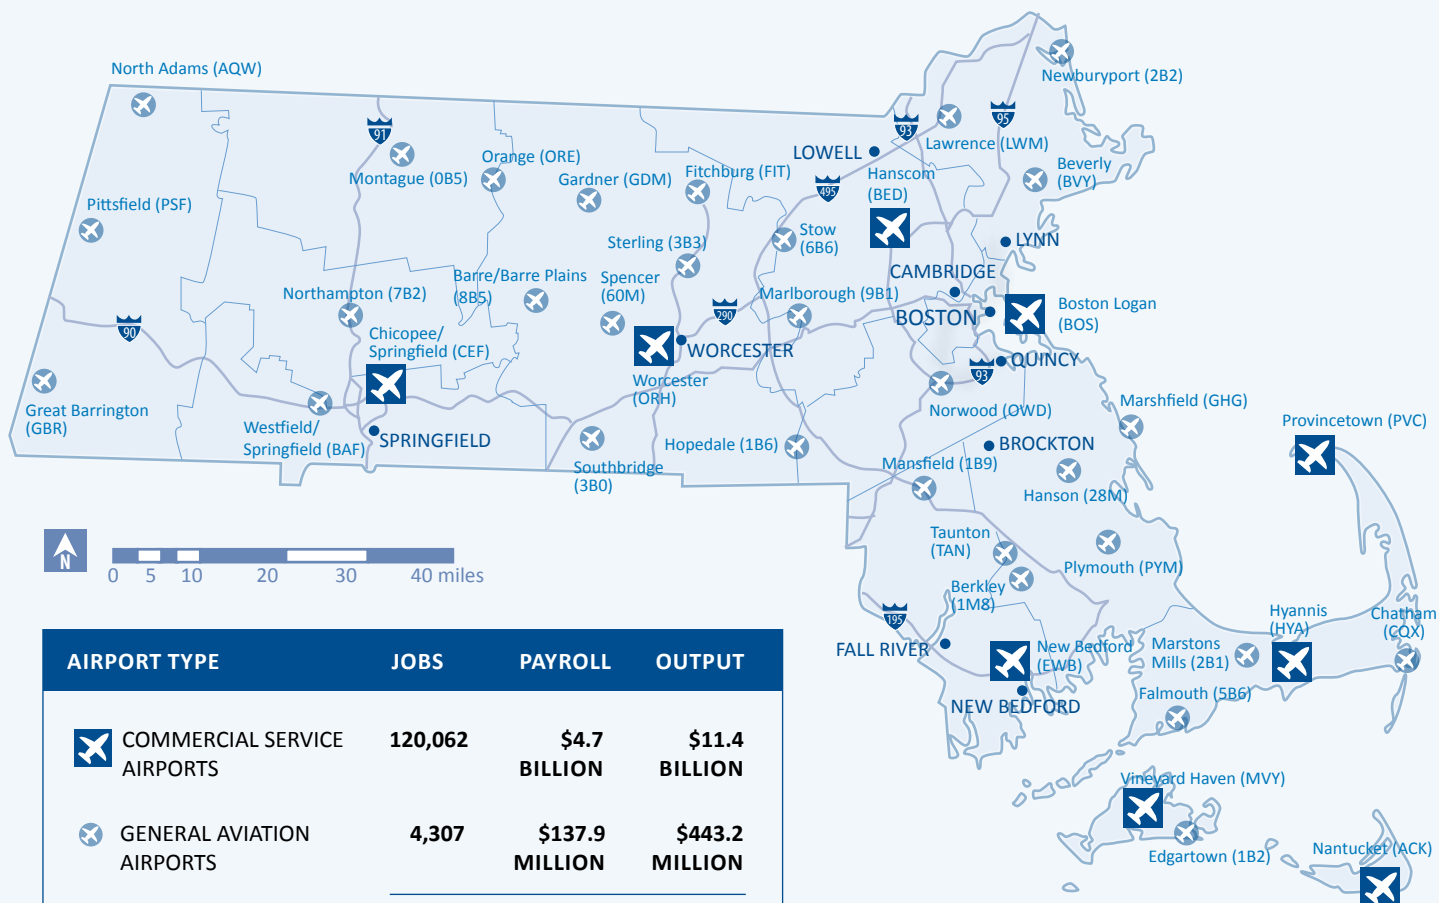 North Adams (AQW)
Newburyport (2B2)
91
93
95
Lawrence (LWM)
LOWELL
Orange (ORE)
Montague (0B5)
Gardner (GDM)
Fitchburg (FIT)
Hanscom
(BED)
Beverly
(BVY)
495
Pittsfield (PSF)
Stow
(6B6)
Sterling (3B3)
LYNN
CAMBRIDGE
Barre/Barre Plains
(8B5)
Spencer
(60M)
Northampton (7B2)
Marlborough (9B1)
290
BOSTON
Boston Logan
(BOS)
90
Chicopee/
Springfield (CEF)
WORCESTER
QUINCY
93
Worcester
(ORH)
Great Barrington
(GBR)
Norwood (OWD)
Marshfield (GHG)
Westfield/
Springfield (BAF)
SPRINGFIELD
Hopedale (1B6)
BROCKTON
Provincetown (PVC)
Southbridge
(3B0)
Mansfield (1B9)
Hanson (28M)
N
0 5 10 20 30 40 miles
Taunton
(TAN)
Plymouth (PYM)
Berkley
(1M8)
195
FALL RIVER
New Bedford
(EWB)
NEW BEDFORD
Marstons
Mills (2B1)
Hyannis
(HYA)
Chatham
(CQX)
Falmouth (5B6)
Vineyard Haven (MVY)
Edgartown (1B2)
Nantucket (ACK)
AIRPORT TYPE JOBS PAYROLL OUTPUT
COMMERCIAL SERVICE 120,062 $4.7 $11.4
AIRPORTS BILLION BILLION
GENERAL AVIATION 4,307 $137.9 $443.2
AIRPORTS MILLION MILLION